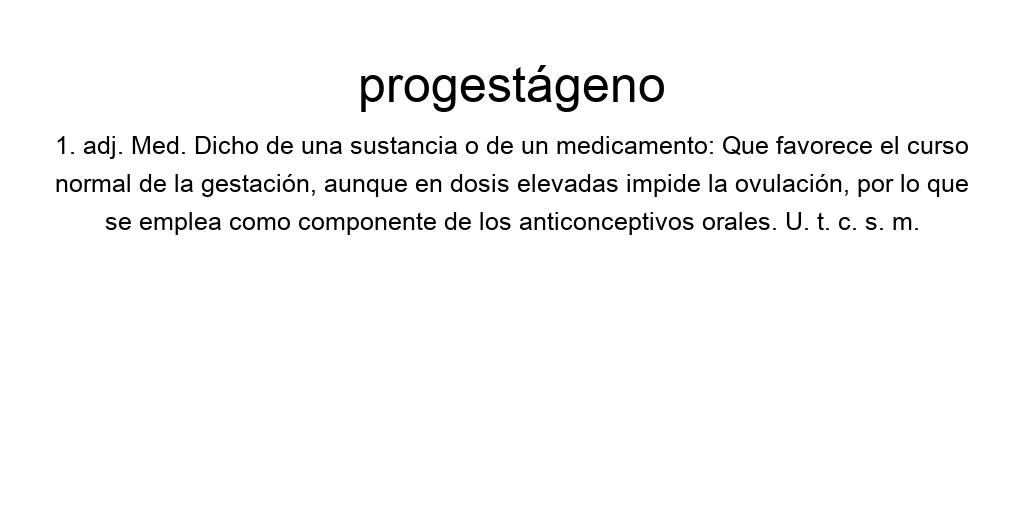 progestágeno
1. adj. Med. Dicho de una sustancia o de un medicamento: Que favorece el curso
normal de la gestación, aunque en dosis elevadas impide la ovulación, por lo que
se emplea como componente de los anticonceptivos orales. U. t. c. s. m.